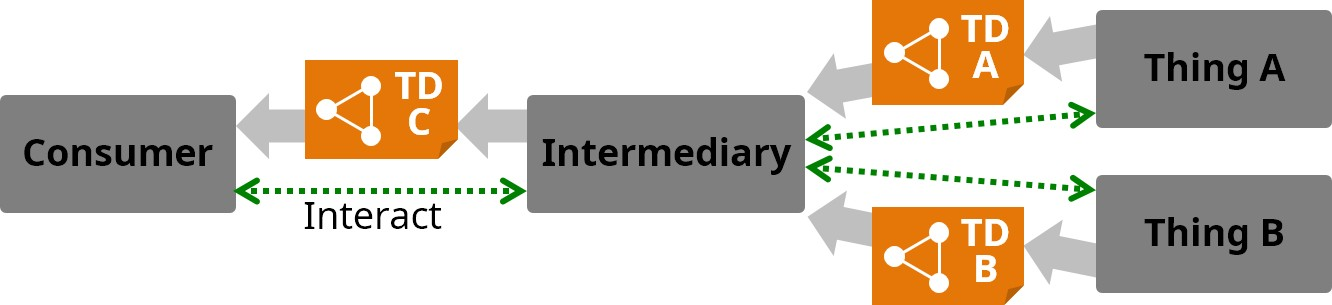 Consumer
TD
C
Interact
Intermediary
TD
A
Thing A
TD
B
Thing B